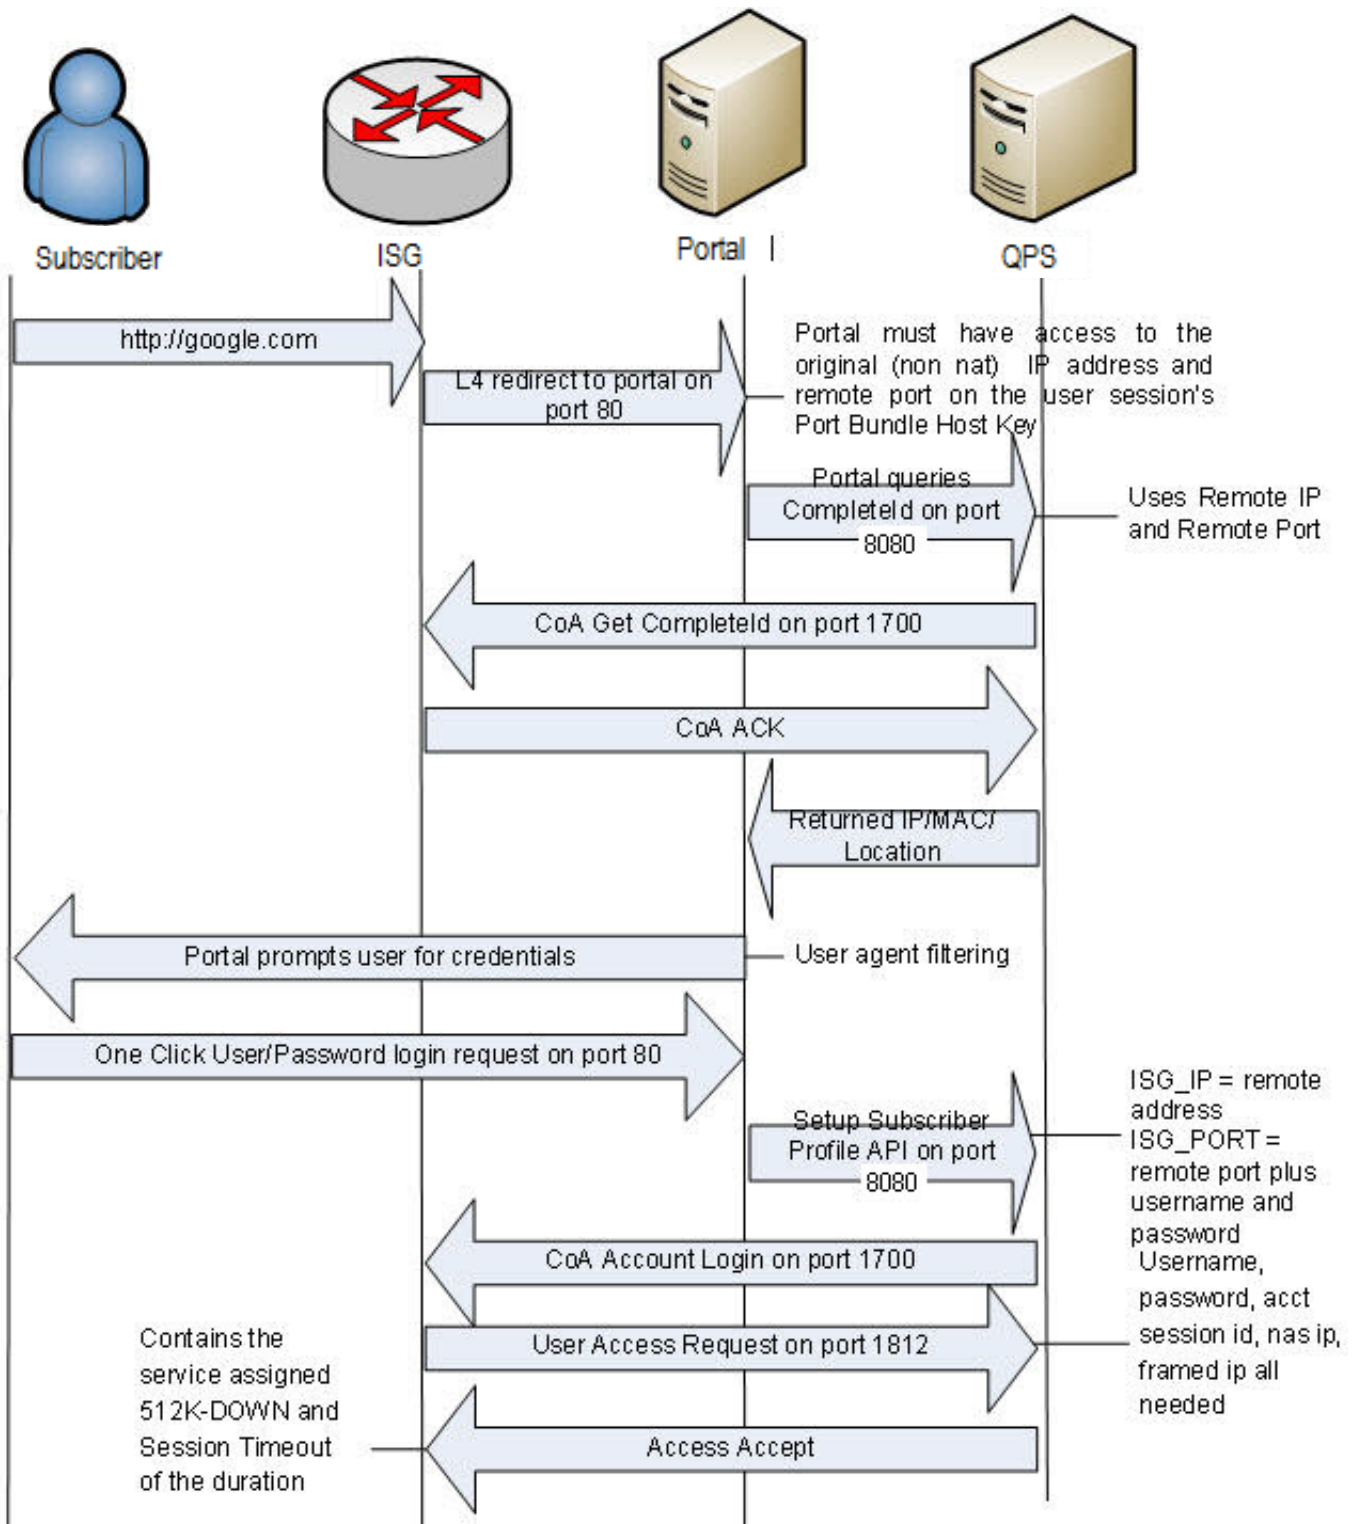 Subscriber
ISG
Portal |
QPS
http://google.com
L4 redirect to portal on
port 80
Portal must have access to the
original (non nat) IP address and
remote port on the user session's
Port Bundle Host Key
Portal queries
CompleteId on port
8080
Uses Remote IP
and Remote Port
CoA Get CompleteId on port 1700
CoA ACK
Returned IP/MAC/
Location
Portal prompts user for credentials
User agent filtering
One Click User/Password login request on port 80
Setup Subscriber
Profile API on port
8080
ISG_IP = remote
address
ISG_PORT =
remote port plus
username and
password
CoA Account Login on port 1700
Username,
password, acct
session id, nas ip,
framed ip all
needed
User Access Request on port 1812
Contains the
service assigned
512K-DOWN and
Session Timeout
of the duration
Access Accept